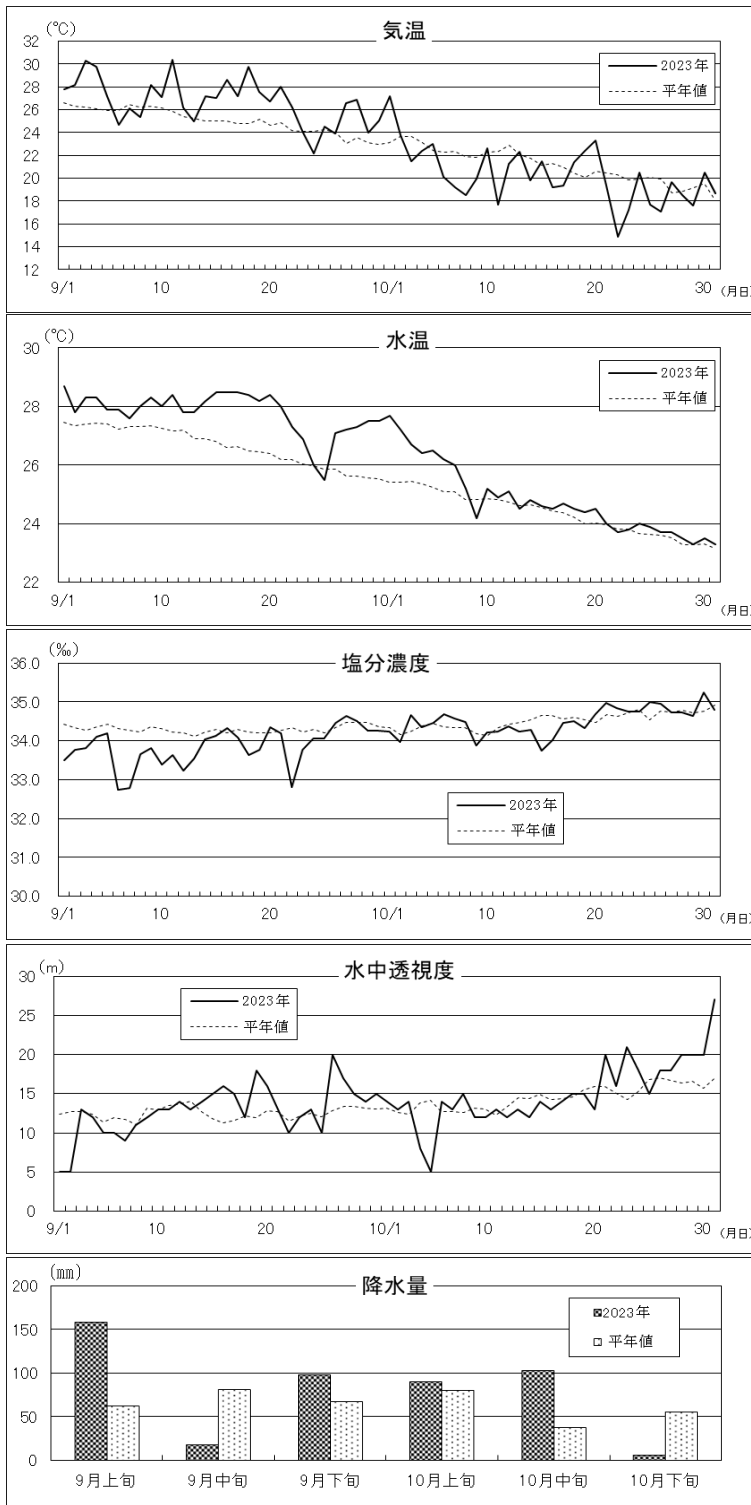 気温
(℃)
32
30
28
26
24
22
20
18
16
14
12
2023年
平年値
9/1 10 20 10/1 10 20 30 (月日)
水温
(℃)
30
28
26
24
22
2023年
平年値
9/1 10 20 10/1 10 20 30 (月日)
塩分濃度
(‰)
36.0
35.0
34.0
33.0
32.0
31.0
30.0
2023年
平年値
9/1 10 20 10/1 10 20 30 (月日)
水中透視度
(m)
30
25
20
15
10
5
0
2023年
平年値
9/1 10 20 10/1 10 20 30 (月日)
降水量
(mm)
200
150
100
50
0
2023年
平年値
9月上旬 9月中旬 9月下旬 10月上旬 10月中旬 10月下旬